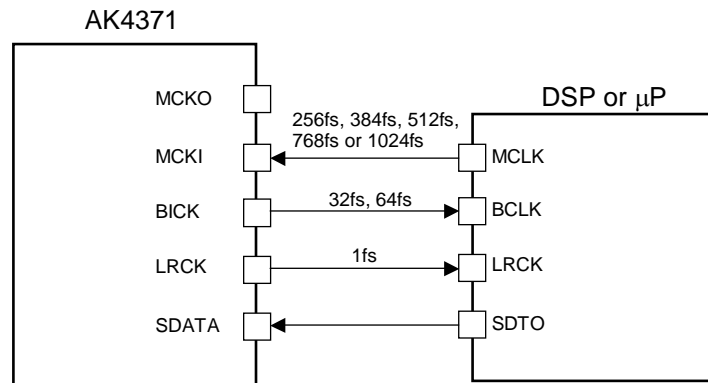 AK4371
DSP or μP
MCKO
256fs, 384fs, 512fs,
768fs or 1024fs
MCKI
MCLK
BICK
32fs, 64fs
BCLK
LRCK
1fs
LRCK
SDATA
SDTO